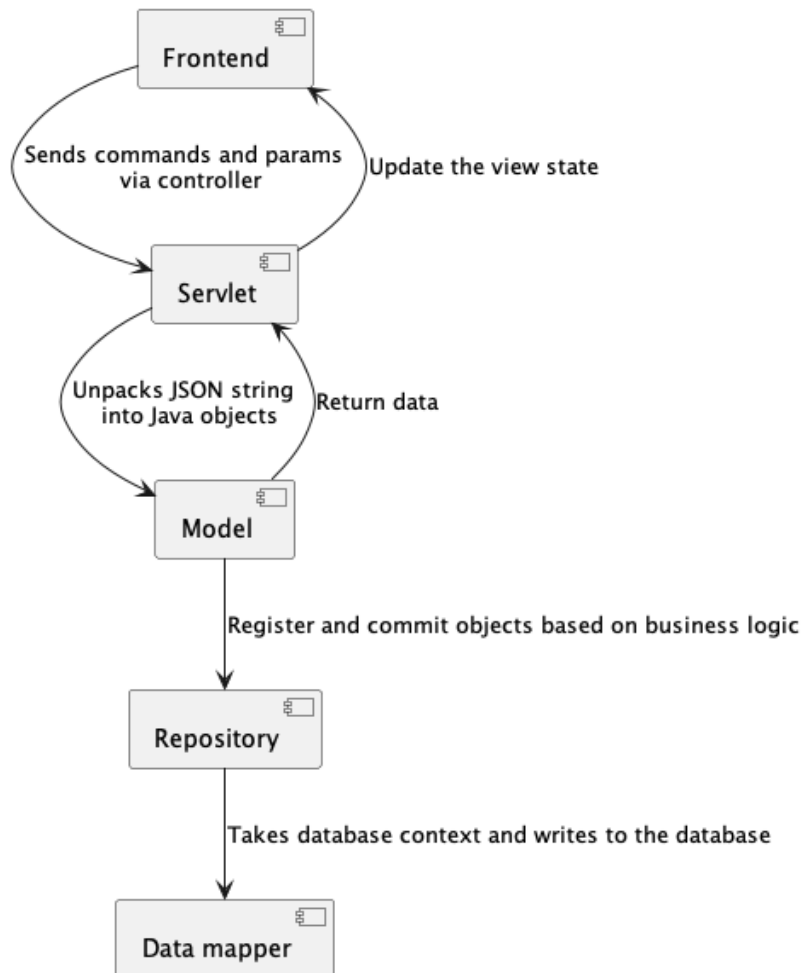 Frontend
Sends commands and params
via controller
Update the view state
Servlet
Unpacks JSON string
into Java objects
Return data
Model
Register and commit objects based on business logic
Repository
Takes database context and writes to the database
Data mapper